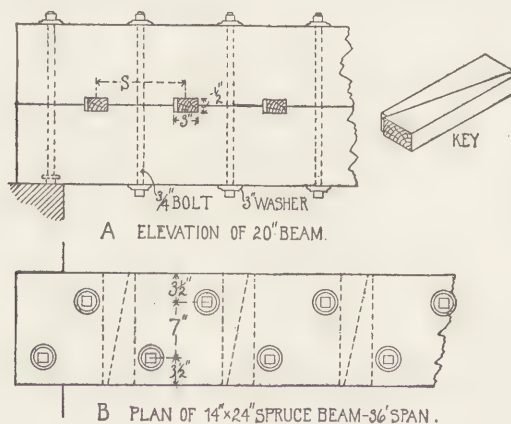 S
½"
3"
KEY
¾" BOLT
3" WASHER
A ELEVATION OF 20" BEAM.
3½"
7"
3½"
B PLAN OF 14"x24" SPRUCE BEAM-36' SPAN.